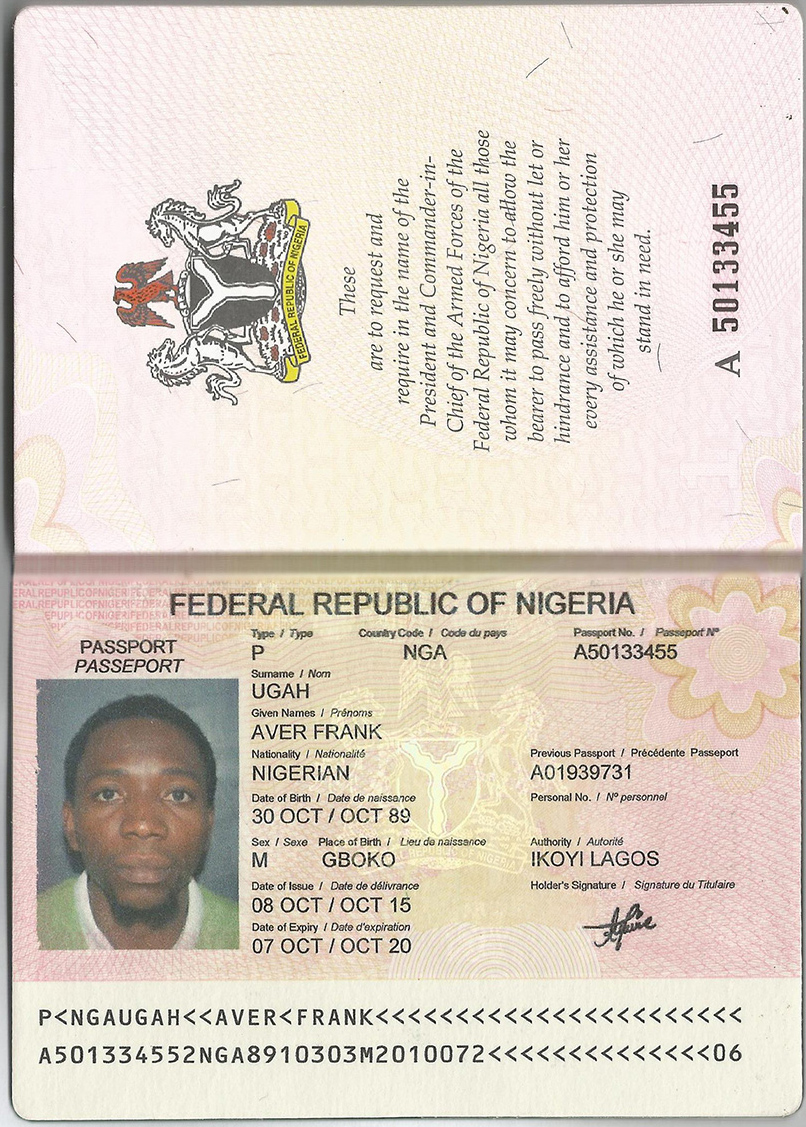 FEDERAL REPUBLIC OF NIGERIA
These
are to request and
require in the name of the
President and Commander-in-
Chief of the Armed Forces of the
Federal Republic of Nigeria all those
whom it may concern to allow the
bearer to pass freely without let or
hindrance and to afford him or her
every assistance and protection
of which he or she may
stand in need.
A 50133455
FEDERAL REPUBLIC OF NIGERIA
PASSPORT
PASSEPORT
Type / Type Country Code / Code du pays Passport No. / Passeport N°
P NGA A50133455
Surname / Nom
UGAH
Given Names / Prénoms
AVER FRANK
Nationality / Nationalité Previous Passport / Précédente Passeport
NIGERIAN A01939731
Date of Birth / Date de naissance Personal No. / N° personnel
30 OCT / OCT 89
Sex / Sexe Place of Birth / Lieu de naissance Authority / Autorité
M GBOKO IKOYI LAGOS
Date of Issue / Date de délivrance Holder's Signature / Signature du Titulaire
08 OCT / OCT 15
Date of Expiry / Date d'expiration
07 OCT / OCT 20
P<NGAUGAH<<AVER<FRANK<<<<<<<<<<<<<<<<<<<<<<<
A501334552NGA8910303M2010072<<<<<<<<<<<<<<06